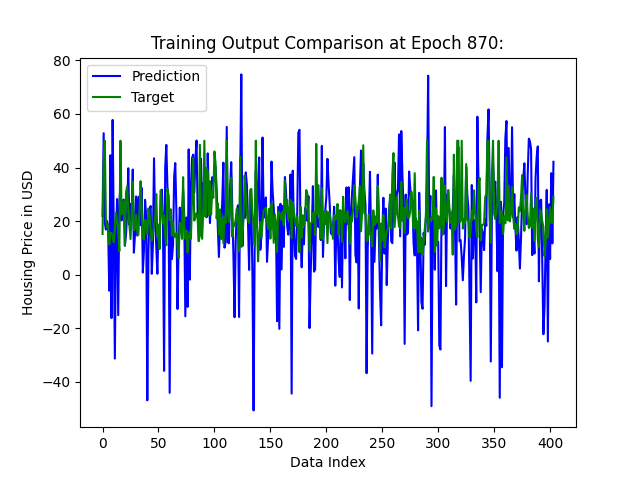 Training Output Comparison at Epoch 870:
Prediction
Target
Housing Price in USD
80
60
40
20
0
−20
−40
0 50 100 150 200 250 300 350 400
Data Index